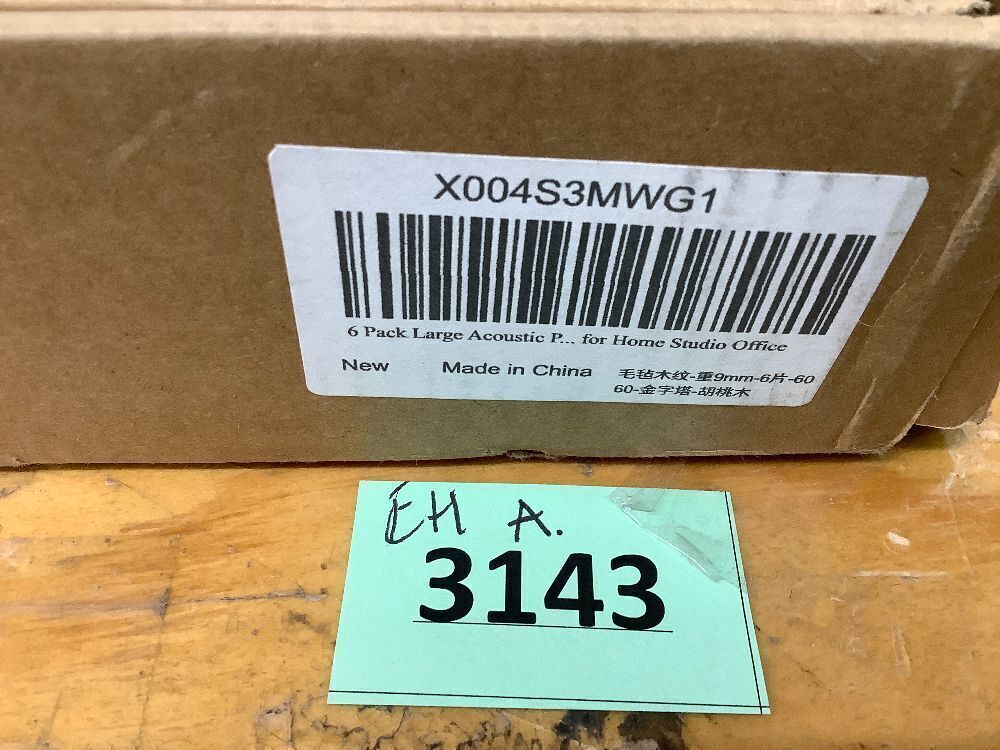 X004S3MWG1
6 Pack Large Acoustic P... for Home Studio Office
New Made in China 毛毡木纹-重9mm-6片-60
60-金字塔-胡桃木
EH A.
3143